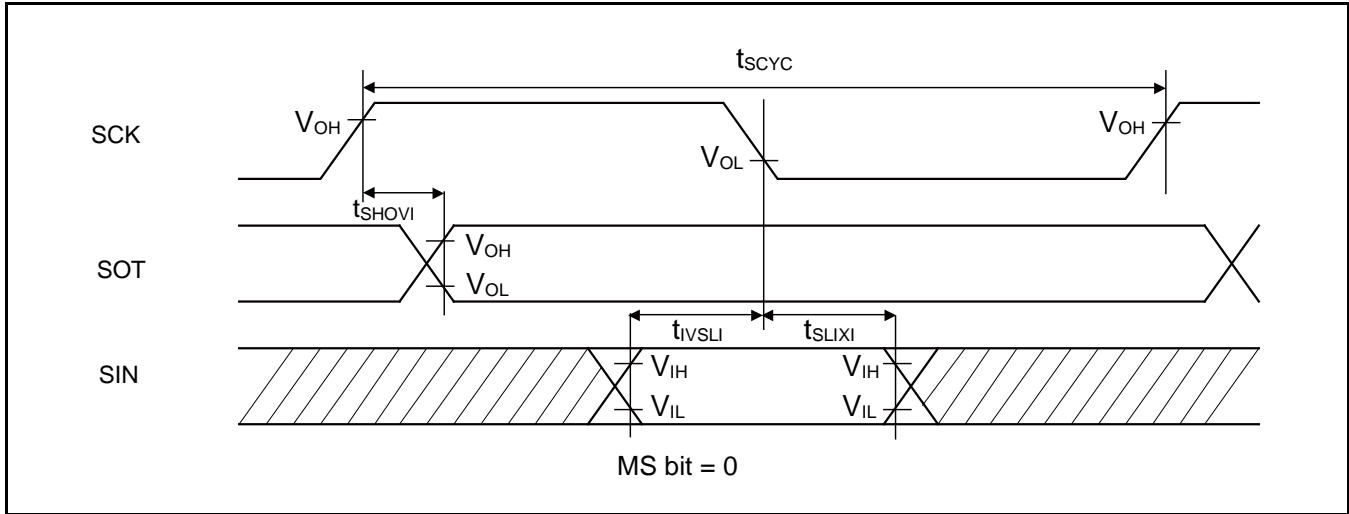 tSCYC
SCK
VOH
VOL
VOH
tSHOVI
SOT
VOH
VOL
tIVSLI
tSLIXI
SIN
VIH
VIH
VIL
VIL
MS bit = 0